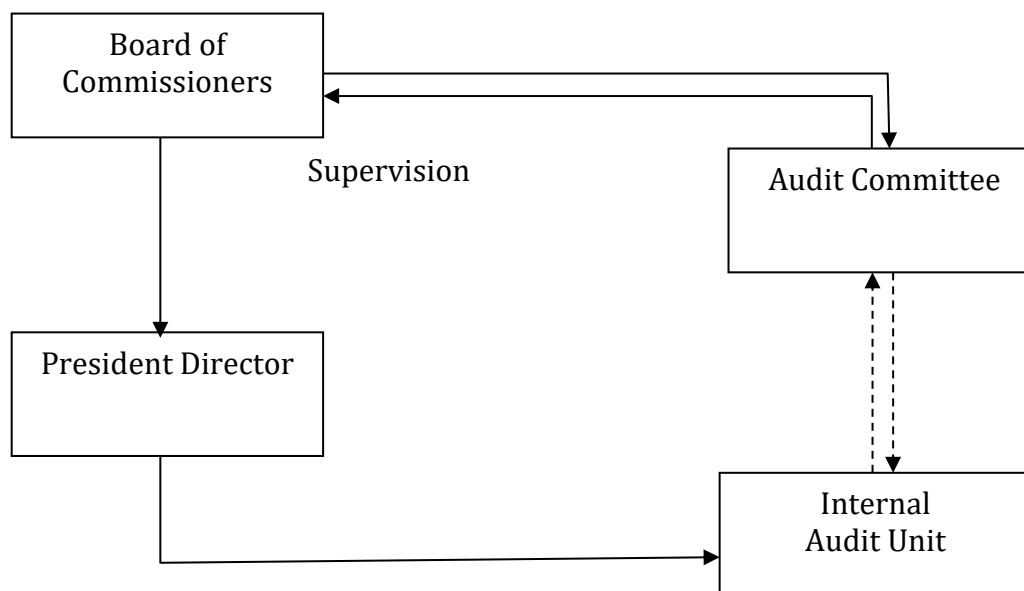 Board of
Commissioners
Supervision
Audit Committee
President Director
Internal
Audit Unit